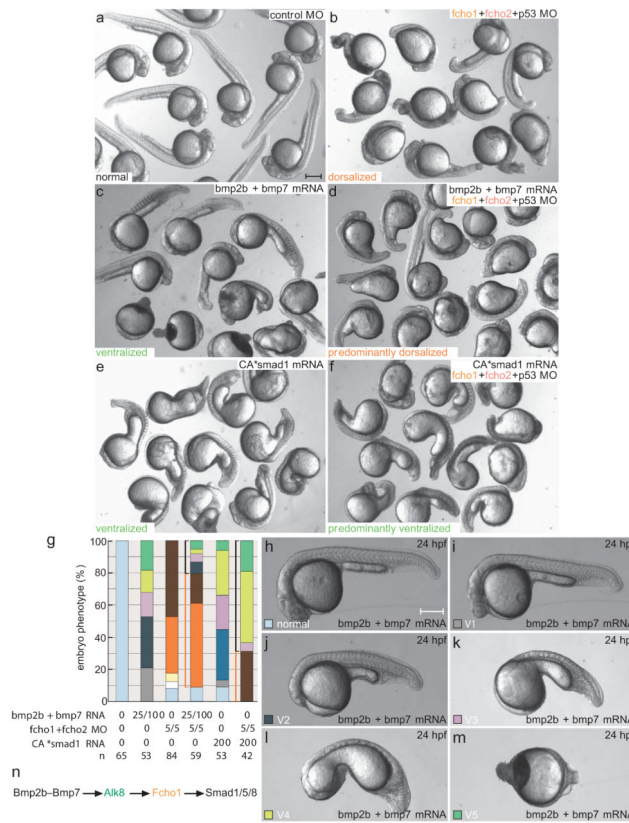 a
control MO
normal
b
fcho1+fcho2+p53 MO
dorsalized
c
bmp2b + bmp7 mRNA
ventralized
d
bmp2b + bmp7 mRNA
fcho1+fcho2+p53 MO
predominantly dorsalized
e
CA*smad1 mRNA
ventralized
f
CA*smad1 mRNA
fcho1+fcho2+p53 MO
predominantly ventralized
g
embryo phenotype (%)
100
80
60
40
20
0
bmp2b + bmp7 RNA 0 25/100 0 25/100 0 0
fcho1+fcho2 MO 0 0 5/5 5/5 0 5/5
CA *smad1 RNA 0 0 0 0 200 200
n 65 53 84 59 53 42
h
24 hpf
normal
bmp2b + bmp7 mRNA
i
24 hpf
V1
bmp2b + bmp7 mRNA
j
24 hpf
V2
bmp2b + bmp7 mRNA
k
24 hpf
V3
bmp2b + bmp7 mRNA
l
24 hpf
V4
bmp2b + bmp7 mRNA
m
24 hpf
V5
bmp2b + bmp7 mRNA
n
Bmp2b–Bmp7 → Alk8 → Fcho1 → Smad1/5/8